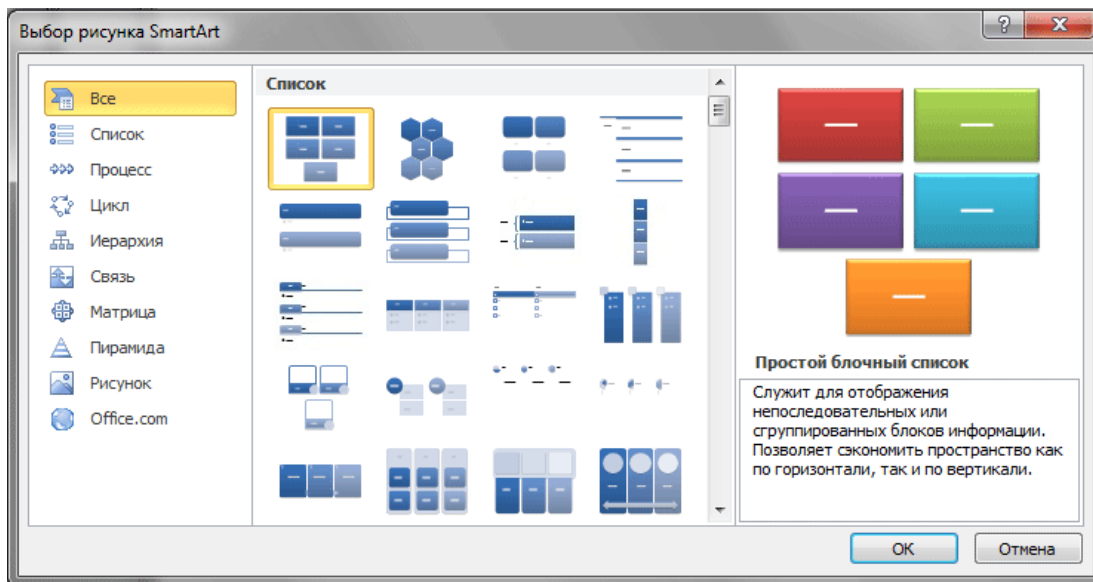 Выбор рисунка SmartArt
Все
Список
Процесс
Цикл
Иерархия
Связь
Матрица
Пирамида
Рисунок
Office.com
Список
Простой блочный список
Служит для отображения
непоследовательных или
сгруппированных блоков информации.
Позволяет сэкономить пространство как
по горизонтали, так и по вертикали.
ОК
Отмена